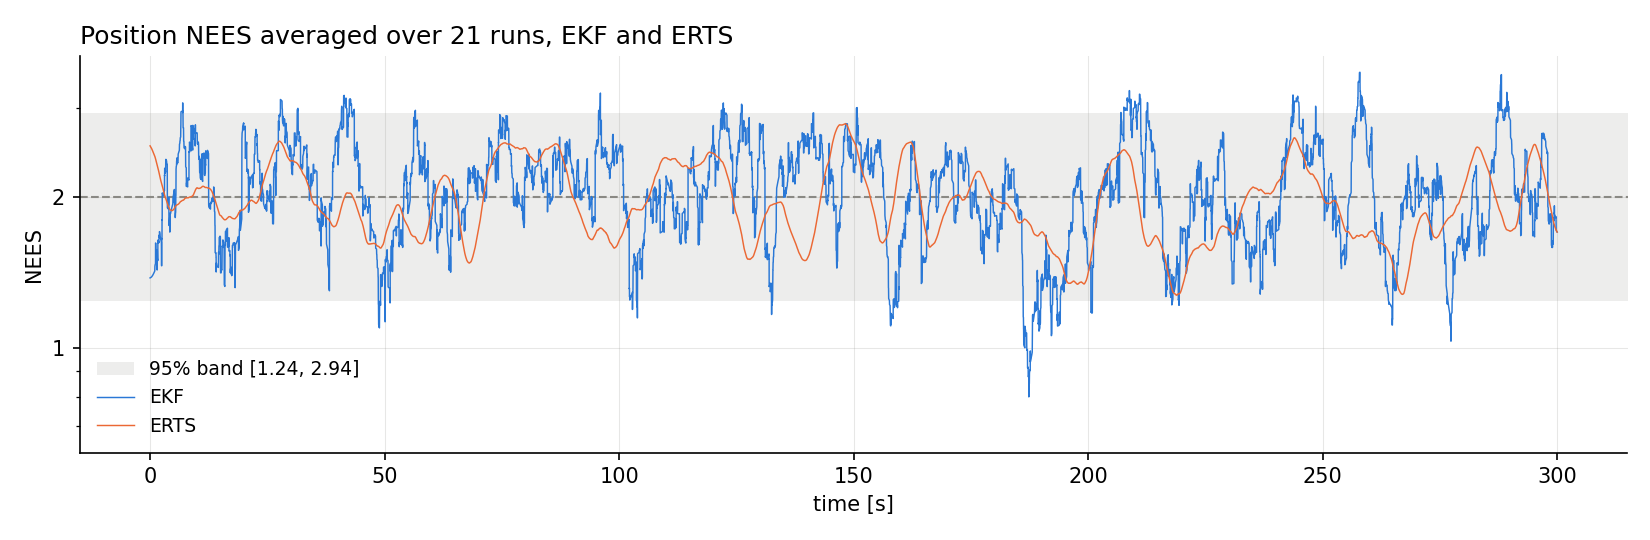 Position NEES averaged over 21 runs, EKF and ERTS
NEES
2
1
95% band [1.24, 2.94]
EKF
ERTS
0 50 100 150 200 250 300
time [s]